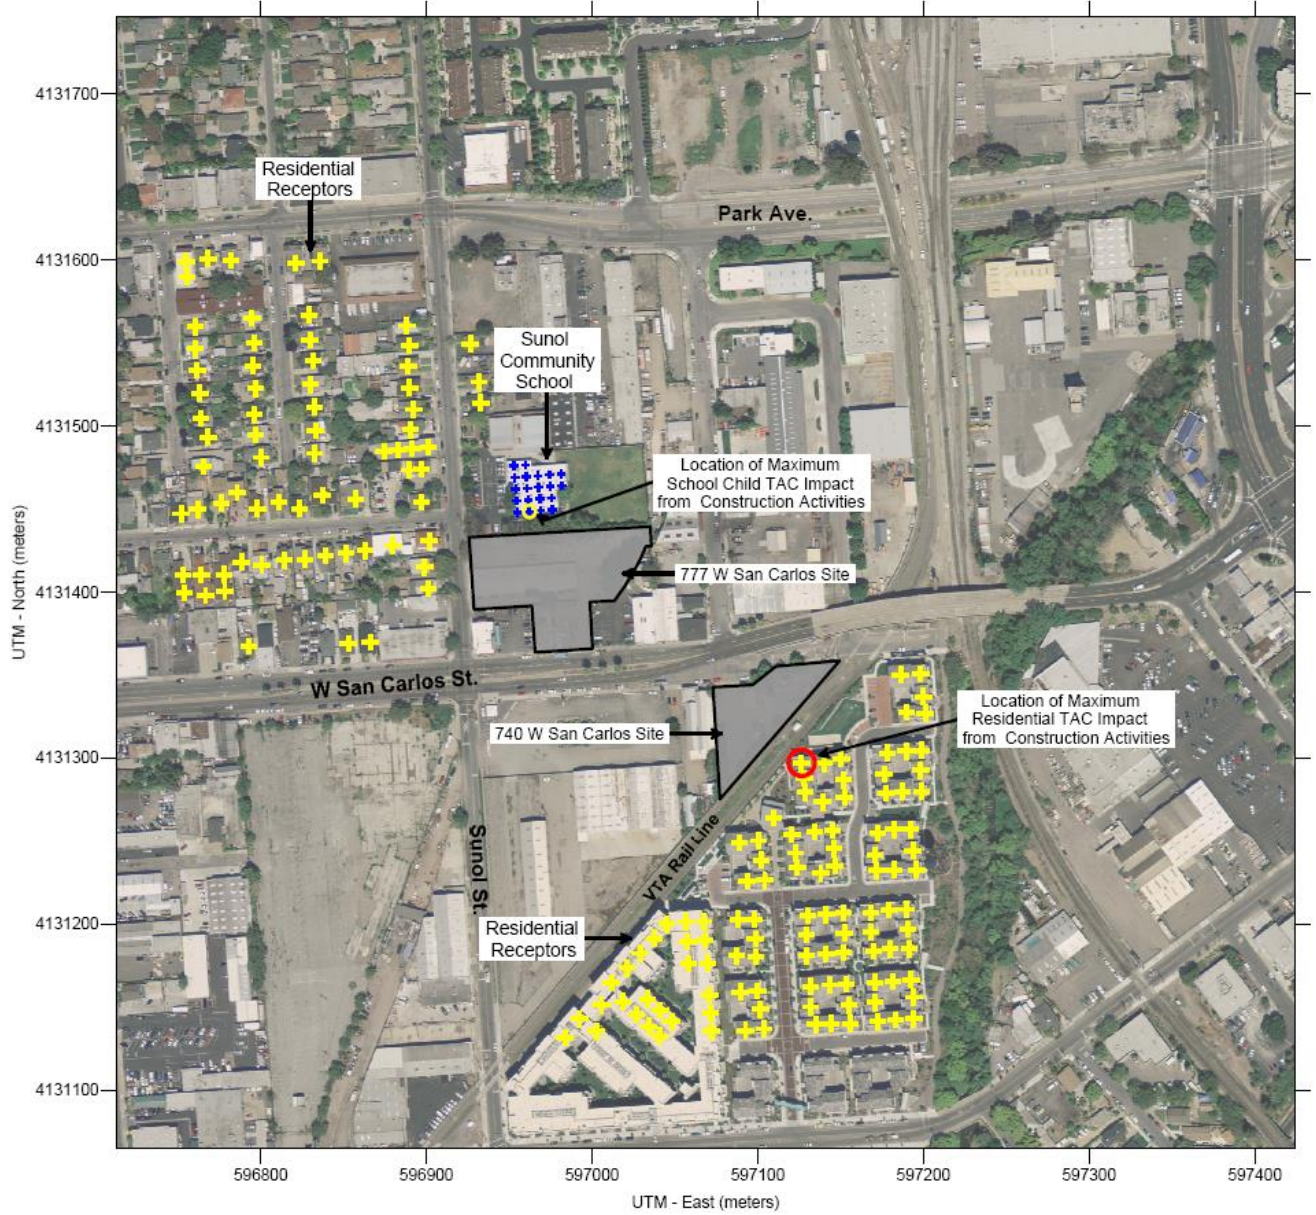 4131700
Residential
Receptors
Park Ave.
4131600
Sunol
Community
School
4131500
Location of Maximum
School Child TAC Impact
from Construction Activities
777 W San Carlos Site
4131400
UTM - North (meters)
W San Carlos St.
Location of Maximum
Residential TAC Impact
from Construction Activities
740 W San Carlos Site
4131300
Sunol St.
VTA Rail Line
4131200
Residential
Receptors
4131100
596800
596900
597000
597100
597200
597300
597400
UTM - East (meters)